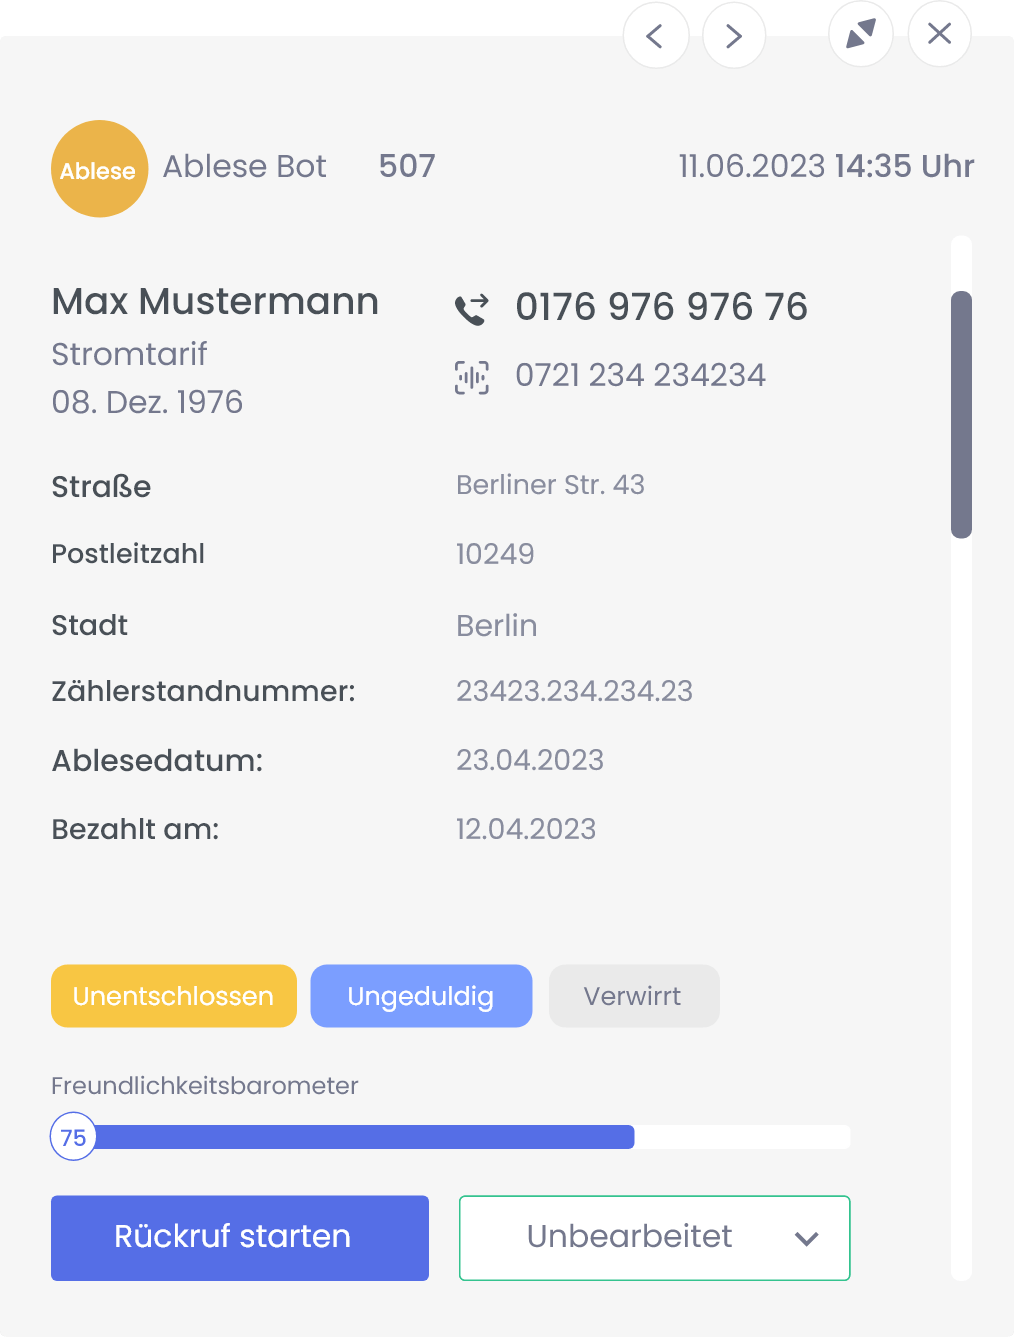 Ablese Ablese Bot 507 11.06.2023 14:35 Uhr
Max Mustermann 0176 976 976 76
Stromtarif 0721 234 234234
08. Dez. 1976
Straße Berliner Str. 43
Postleitzahl 10249
Stadt Berlin
Zählerstandnummer: 23423.234.234.23
Ablesedatum: 23.04.2023
Bezahlt am: 12.04.2023
Unentschlossen Ungeduldig Verwirrt
Freundlichkeitsbarometer
75
Rückruf starten Unbearbeitet